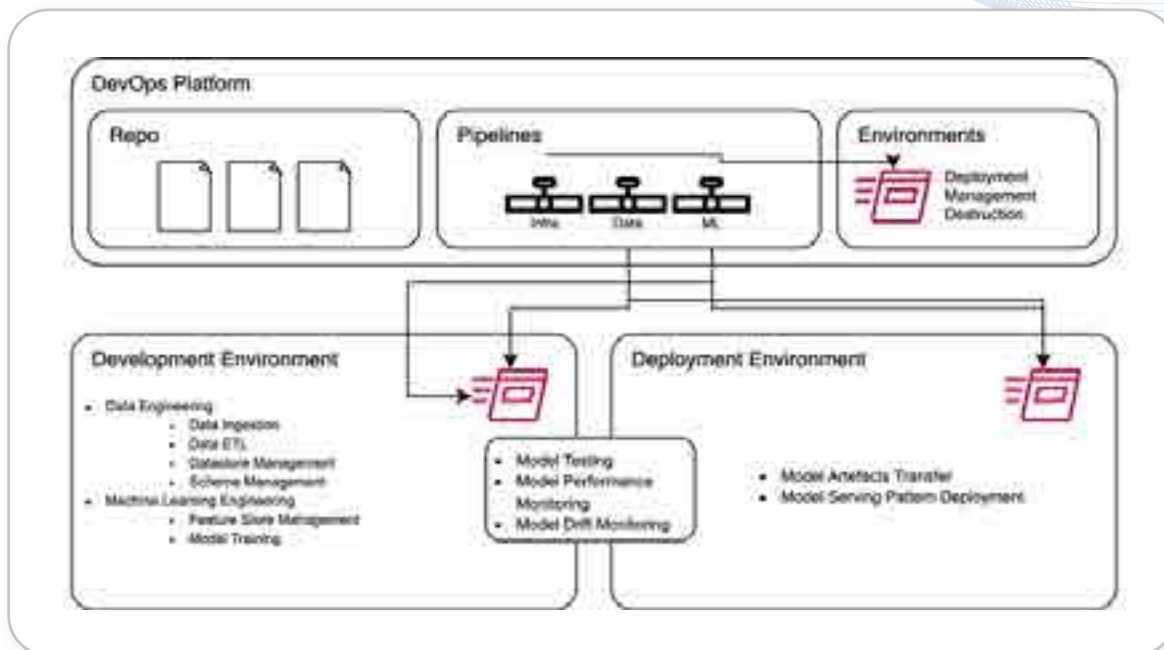 DevOps Platform
Repo
Pipelines
Environments
Infra
Data
ML
Deployment
Management
Destruction
Development Environment
Data Engineering
Data Ingestion
Data ETL
Datastore Management
Schema Management
Machine Learning Engineering
Feature Store Management
Model Training
Model Testing
Model Performance
Monitoring
Model Drift Monitoring
Deployment Environment
Model Artefacts Transfer
Model Serving Pattern Deployment